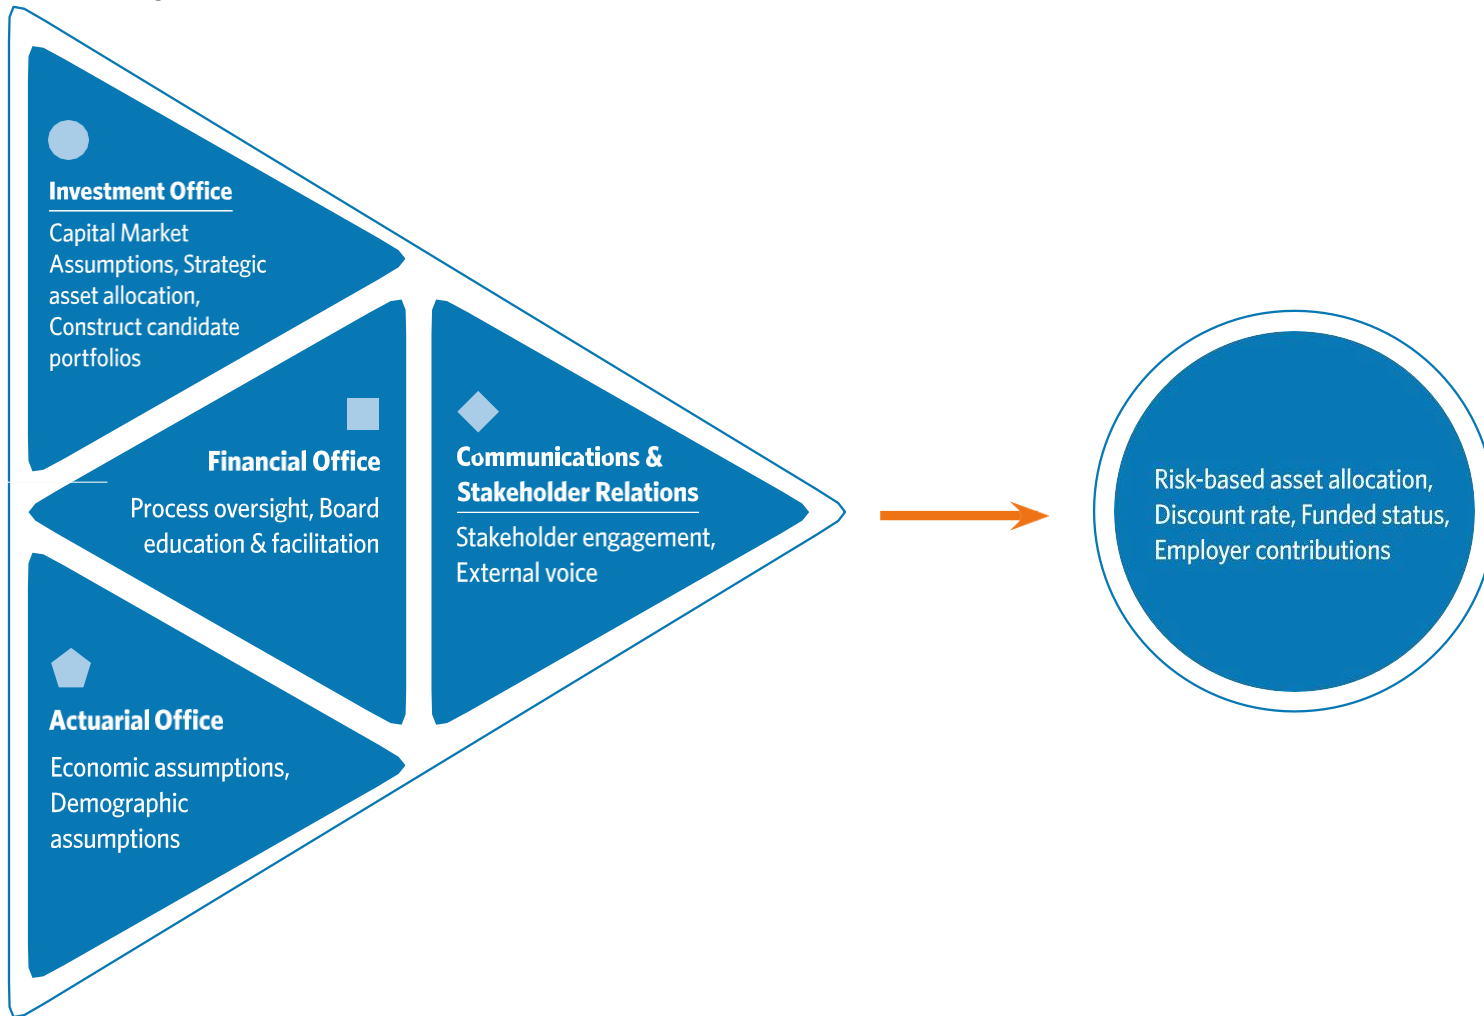 Investment Office
Capital Market
Assumptions, Strategic
asset allocation,
Construct candidate
portfolios
Financial Office
Process oversight, Board
education & facilitation
Communications &
Stakeholder Relations
Stakeholder engagement,
External voice
Actuarial Office
Economic assumptions,
Demographic
assumptions
Risk-based asset allocation,
Discount rate, Funded status,
Employer contributions